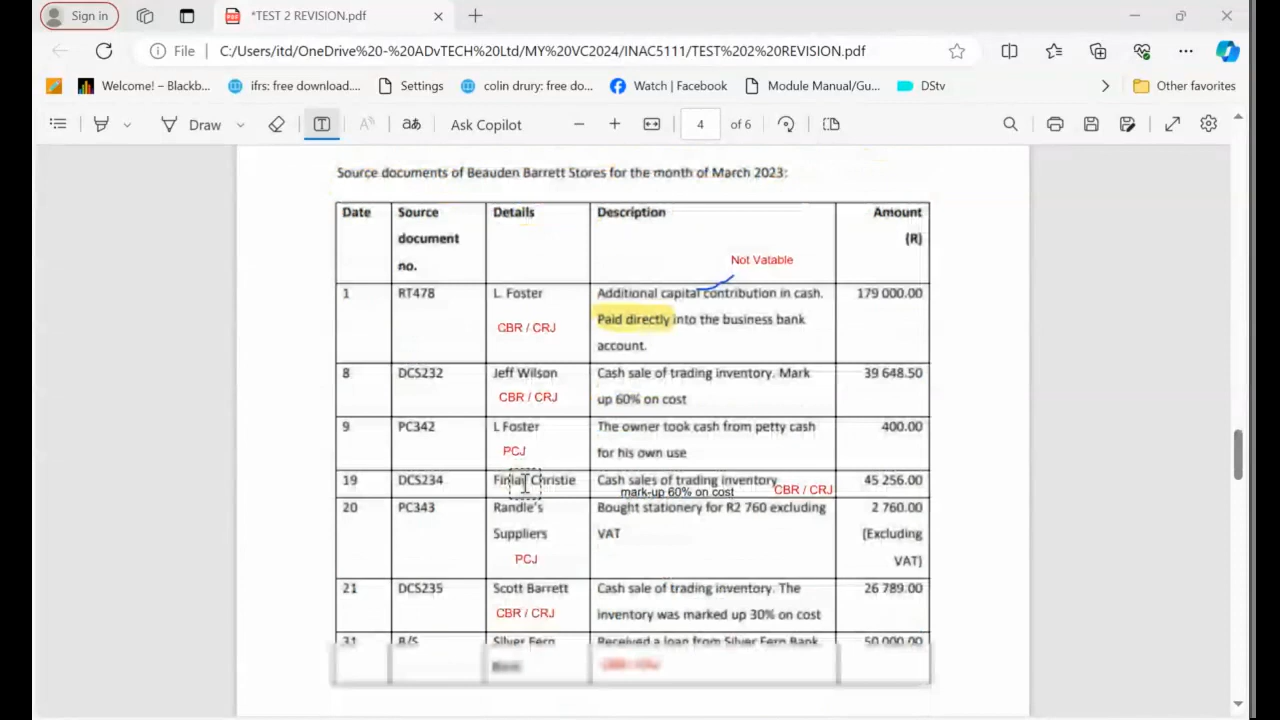 Sign in
*TEST 2 REVISION.pdf
File C:/Users/itd/OneDrive%20-%20ADvTECH%20Ltd/MY%20VC2024/INAC5111/TEST%202%20REVISION.pdf
Welcome! – Blackb...
ifrs: free download....
Settings
colin drury: free do...
Watch | Facebook
Module Manual/Gu...
DStv
Other favorites
Draw
Ask Copilot
4 of 6
Source documents of Beauden Barrett Stores for the month of March 2023:
Date Source Details Description Amount
document (R)
no.
Not Vatable
1 RT478 L. Foster Additional capital contribution in cash. 179 000.00
CBR / CRJ Paid directly into the business bank
account.
8 DCS232 Jeff Wilson Cash sale of trading inventory. Mark 39 648.50
CBR / CRJ up 60% on cost
9 PC342 L Foster The owner took cash from petty cash 400.00
PCJ for his own use
19 DCS234 Finlay Christie Cash sales of trading inventory 45 256.00
mark-up 60% on cost CBR / CRJ
20 PC343 Randle's Bought stationery for R2 760 excluding 2 760.00
Suppliers VAT (Excluding
PCJ VAT)
21 DCS235 Scott Barrett Cash sale of trading inventory. The 26 789.00
CBR / CRJ inventory was marked up 30% on cost
31 B/S Silver Fern Received a loan from Silver Fern Bank 50 000.00